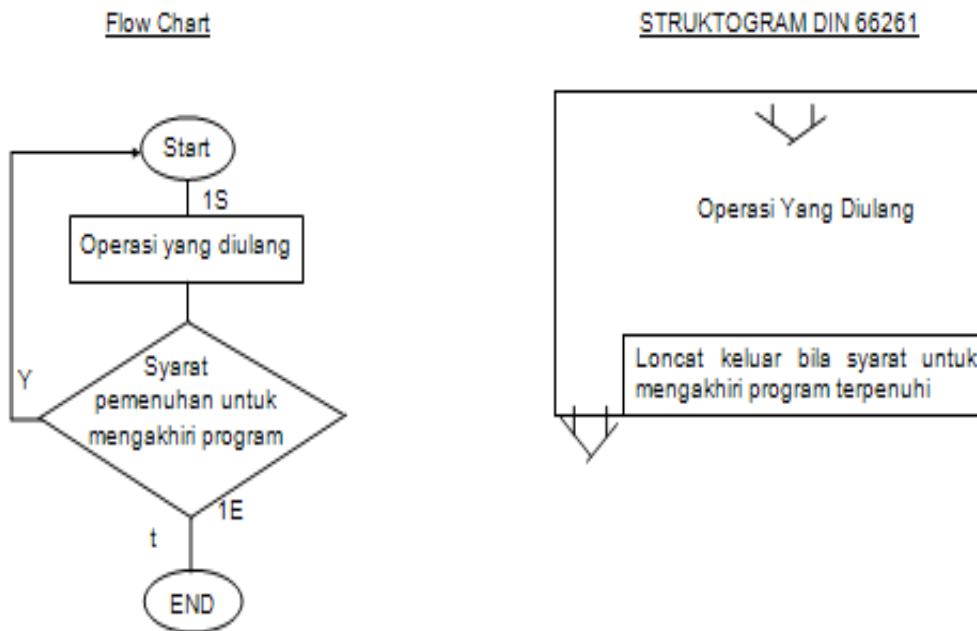 Flow Chart
Start
1S
Operasi yang diulang
Syarat
pemenuhan untuk
mengakhiri program
Y
1E
t
END
STRUKTOGRAM DIN 66261
Operasi Yang Diulang
Loncat keluar bila syarat untuk
mengakhiri program terpenuhi